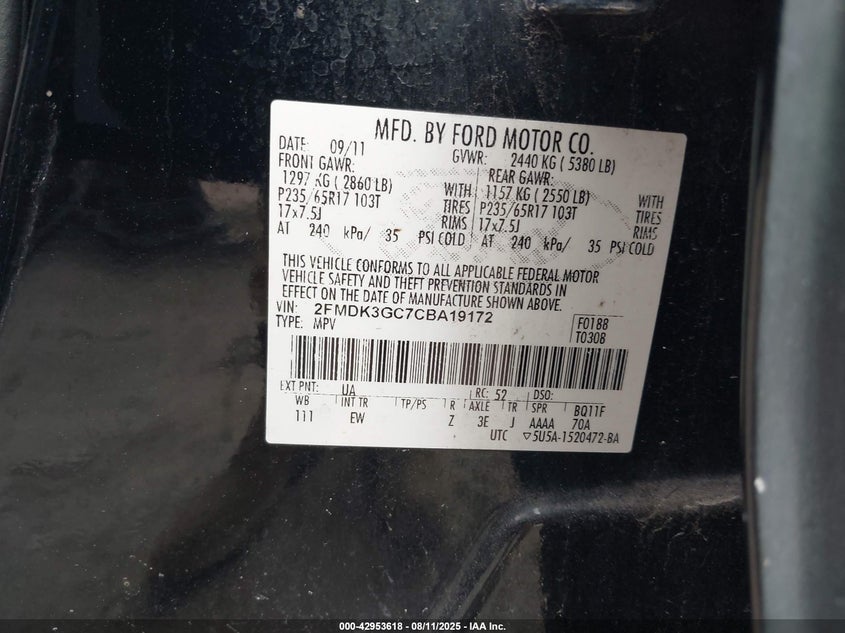 MFD. BY FORD MOTOR CO.
DATE: 09/11 GVWR: 2440 KG ( 5380 LB)
FRONT GAWR: REAR GAWR:
1297 KG ( 2860 LB) WITH 1157 KG ( 2550 LB) WITH
P235/65R17 103T TIRES P235/65R17 103T TIRES
17x7.5J RIMS 17x7.5J RIMS
AT 240 kPa/ 35 PSI COLD AT 240 kPa/ 35 PSI COLD
THIS VEHICLE CONFORMS TO ALL APPLICABLE FEDERAL MOTOR
VEHICLE SAFETY AND THEFT PREVENTION STANDARDS IN
EFFECT ON THE DATE OF MANUFACTURE SHOWN ABOVE.
VIN: 2FMDK3GC7CBA19172
TYPE: MPV
F0188
T0308
EXT PNT: UA RC: 52 DSO:
WB INT TR TP/PS R AXLE TR SPR BQ11F
111 EW Z 3E J AAAA 70A
UTC ▽5U5A-1520472-BA
000-42953618 - 08/11/2025 - IAA Inc.